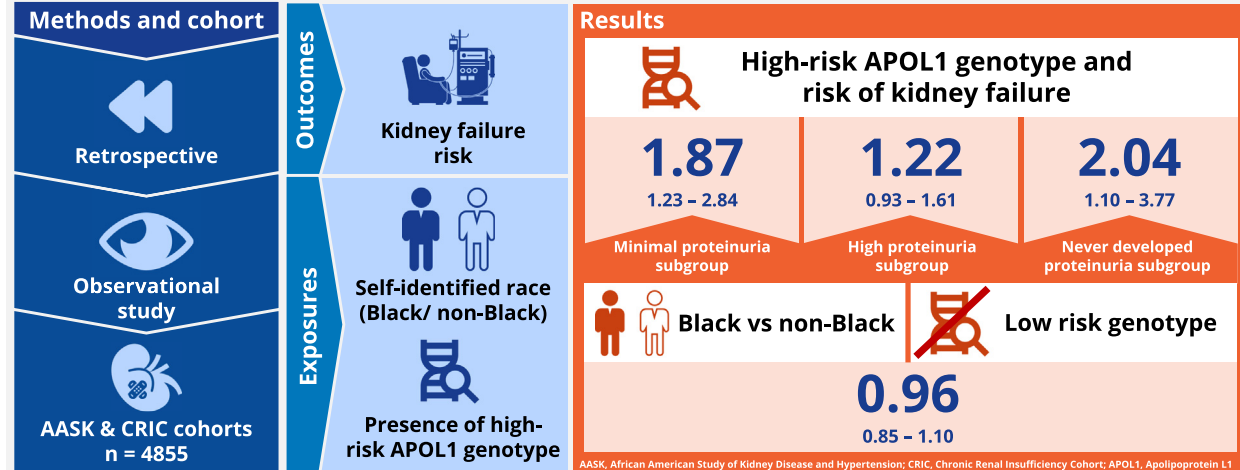 Methods and cohort
Retrospective
Observational
study
AASK & CRIC cohorts
n = 4855
Outcomes
Kidney failure
risk
Exposures
Self-identified race
(Black/ non-Black)
Presence of high-
risk APOL1 genotype
Results
High-risk APOL1 genotype and
risk of kidney failure
1.87
1.23 – 2.84
Minimal proteinuria
subgroup
1.22
0.93 – 1.61
High proteinuria
subgroup
2.04
1.10 – 3.77
Never developed
proteinuria subgroup
Black vs non-Black
Low risk genotype
0.96
0.85 – 1.10
AASK, African American Study of Kidney Disease and Hypertension; CRIC, Chronic Renal Insufficiency Cohort; APOL1, Apolipoprotein L1